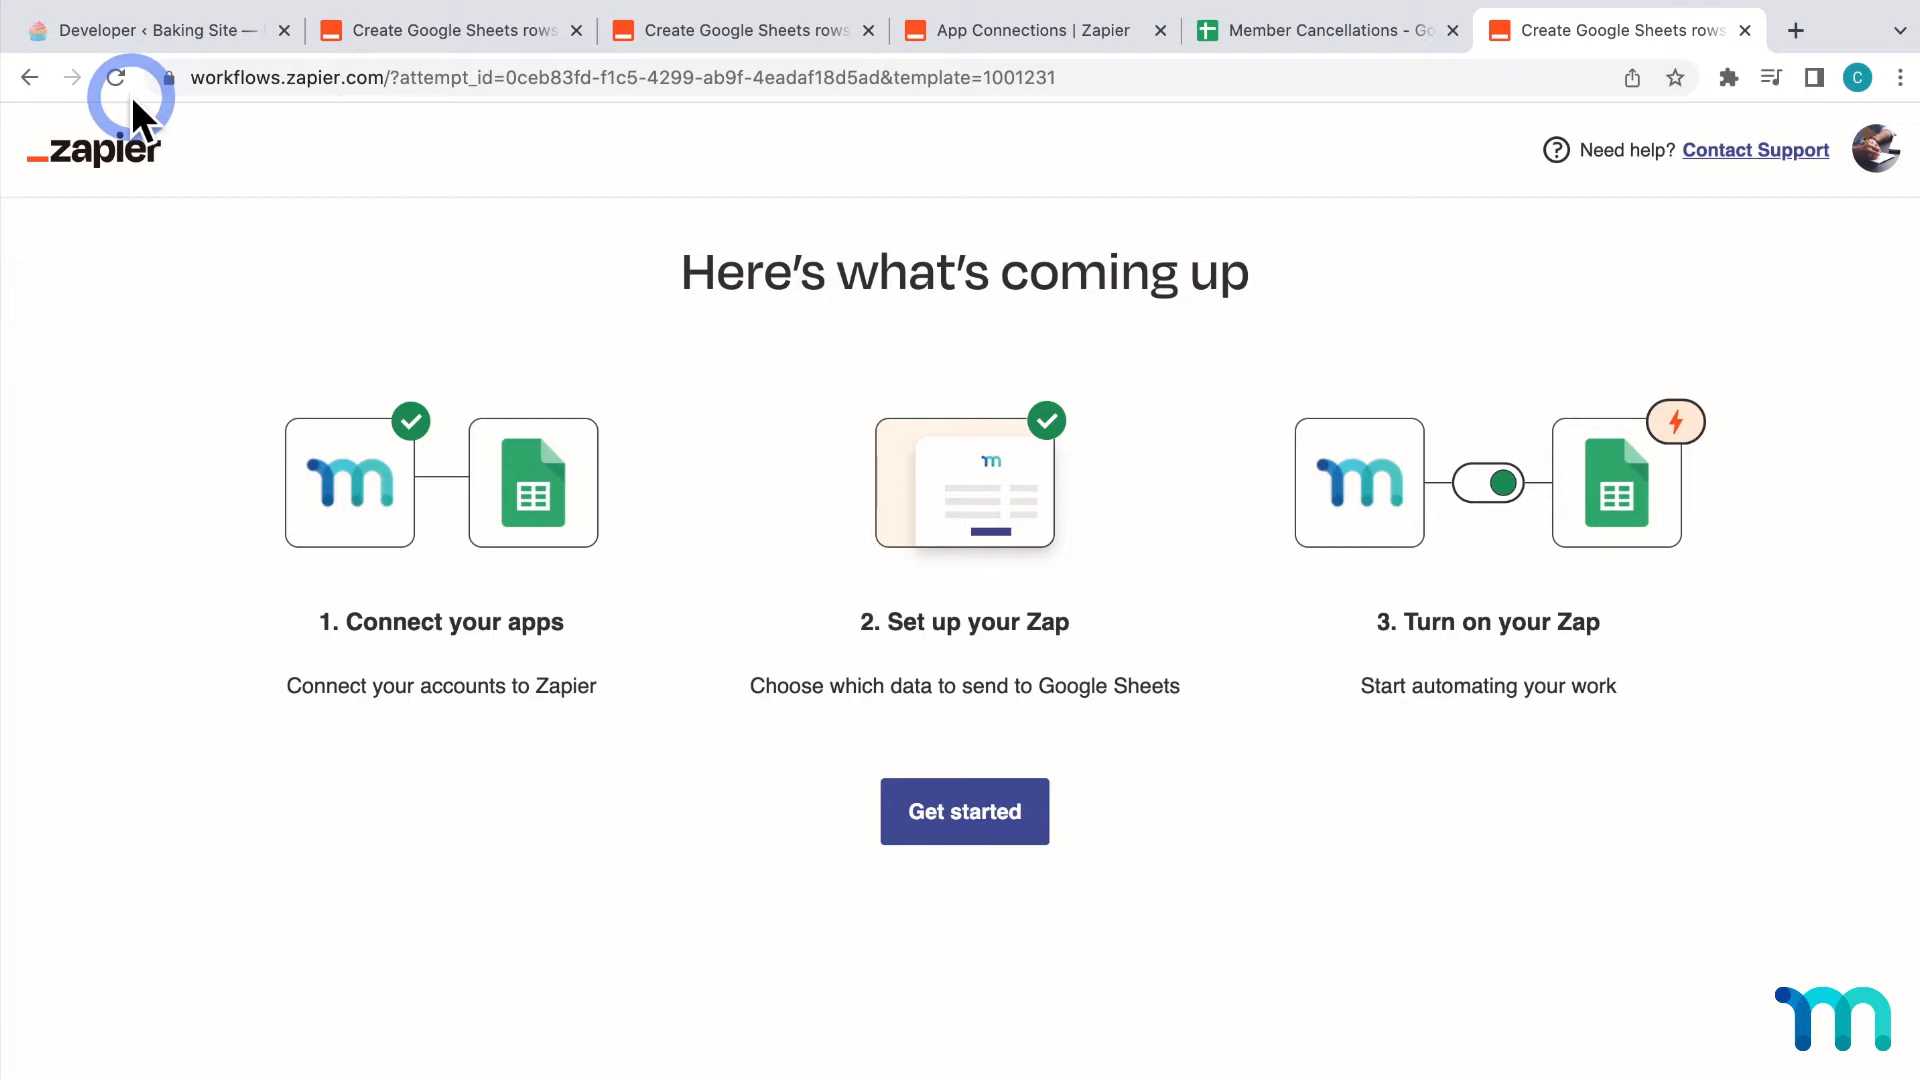 Developer ‹ Baking Site —
Create Google Sheets rows
Create Google Sheets rows
App Connections | Zapier
Member Cancellations - Go
Create Google Sheets rows
workflows.zapier.com/?attempt_id=0ceb83fd-f1c5-4299-ab9f-4eadaf18d5ad&template=1001231
C
_zapier
? Need help? Contact Support
Here's what's coming up
m
m
m
1. Connect your apps
2. Set up your Zap
3. Turn on your Zap
Connect your accounts to Zapier
Choose which data to send to Google Sheets
Start automating your work
Get started
m